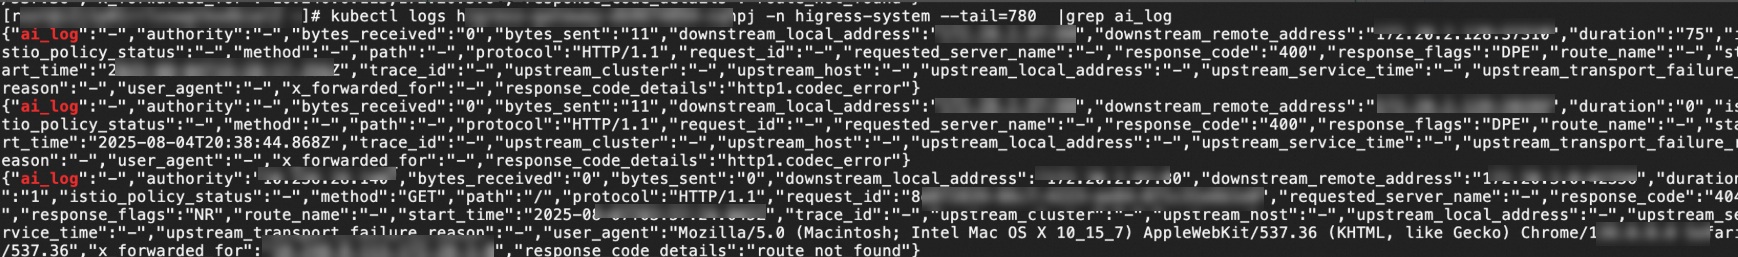 [r ]# kubectl logs h npj -n higress-system --tail=780 |grep ai_log
{"ai_log":"-","authority":"-","bytes_received":"0","bytes_sent":"11","downstream_local_address":" ","downstream_remote_address":" ","duration":"75","i
stio_policy_status":"-","method":"-","path":"-","protocol":"HTTP/1.1","request_id":"-","requested_server_name":"-","response_code":"400","response_flags":"DPE","route_name":"-","st
art_time":"2 Z","trace_id":"-","upstream_cluster":"-","upstream_host":"-","upstream_local_address":"-","upstream_service_time":"-","upstream_transport_failure_
reason":"-","user_agent":"-","x_forwarded_for":"-","response_code_details":"http1.codec_error"}
{"ai_log":"-","authority":"-","bytes_received":"0","bytes_sent":"11","downstream_local_address":" ","downstream_remote_address":" ","duration":"0","is
tio_policy_status":"-","method":"-","path":"-","protocol":"HTTP/1.1","request_id":"-","requested_server_name":"-","response_code":"400","response_flags":"DPE","route_name":"-","sta
rt_time":"2025-08-04T20:38:44.868Z","trace_id":"-","upstream_cluster":"-","upstream_host":"-","upstream_local_address":"-","upstream_service_time":"-","upstream_transport_failure_r
eason":"-","user_agent":"-","x_forwarded_for":"-","response_code_details":"http1.codec_error"}
{"ai_log":"-","authority":" ","bytes_received":"0","bytes_sent":"0","downstream_local_address":" ","downstream_remote_address":" ","duration
":"1","istio_policy_status":"-","method":"GET","path":"/","protocol":"HTTP/1.1","request_id":"8 ","requested_server_name":"-","response_code":"404
","response_flags":"NR","route_name":"-","start_time":"2025-08 ","trace_id":"-","upstream_cluster":"-","upstream_host":"-","upstream_local_address":"-","upstream_se
rvice_time":"-","upstream_transport_failure_reason":"-","user_agent":"Mozilla/5.0 (Macintosh; Intel Mac OS X 10_15_7) AppleWebKit/537.36 (KHTML, like Gecko) Chrome/1 fari
/537.36","x_forwarded_for": ","response_code_details":"route_not_found"}